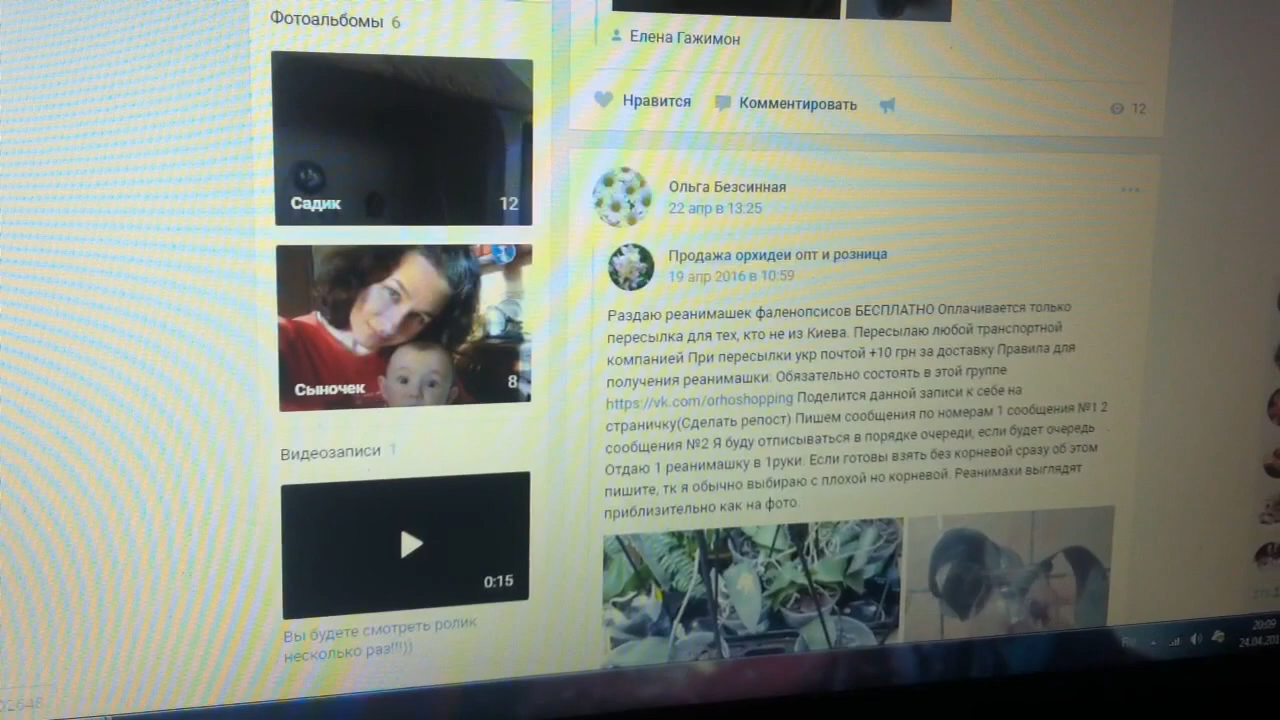 Фотоальбомы 6
Садик 12
Сыночек 8
Видеозаписи 1
0:15
Вы будете смотреть ролик
несколько раз!!!))
Елена Гажимон
Нравится Комментировать 12
Ольга Безсинная
22 апр в 13:25
Продажа орхидеи опт и розница
19 апр 2016 в 10:59
Раздаю реанимашек фаленопсисов БЕСПЛАТНО Оплачивается только
пересылка для тех, кто не из Киева. Пересылаю любой транспортной
компанией При пересылки укр почтой +10 грн за доставку Правила для
получения реанимашки: Обязательно состоять в этой группе
https://vk.com/orhoshopping Поделится данной записи к себе на
страничку(Сделать репост) Пишем сообщения по номерам 1 сообщения №1 2
сообщения №2 Я буду отписываться в порядке очереди, если будет очередь
Отдаю 1 реанимашку в 1руки. Если готовы взять без корневой сразу об этом
пишите, тк я обычно выбираю с плохой но корневой. Реанимахи выглядят
приблизительно как на фото.
20:09